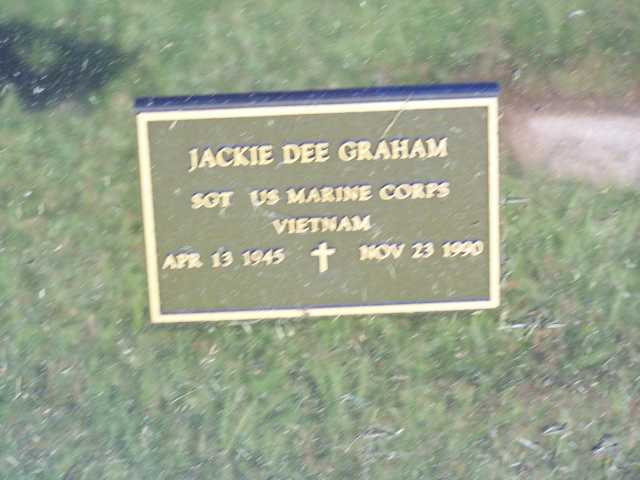 JACKIE DEE GRAHAM
SGT US MARINE CORPS
VIETNAM
APR 13 1945 NOV 23 1990